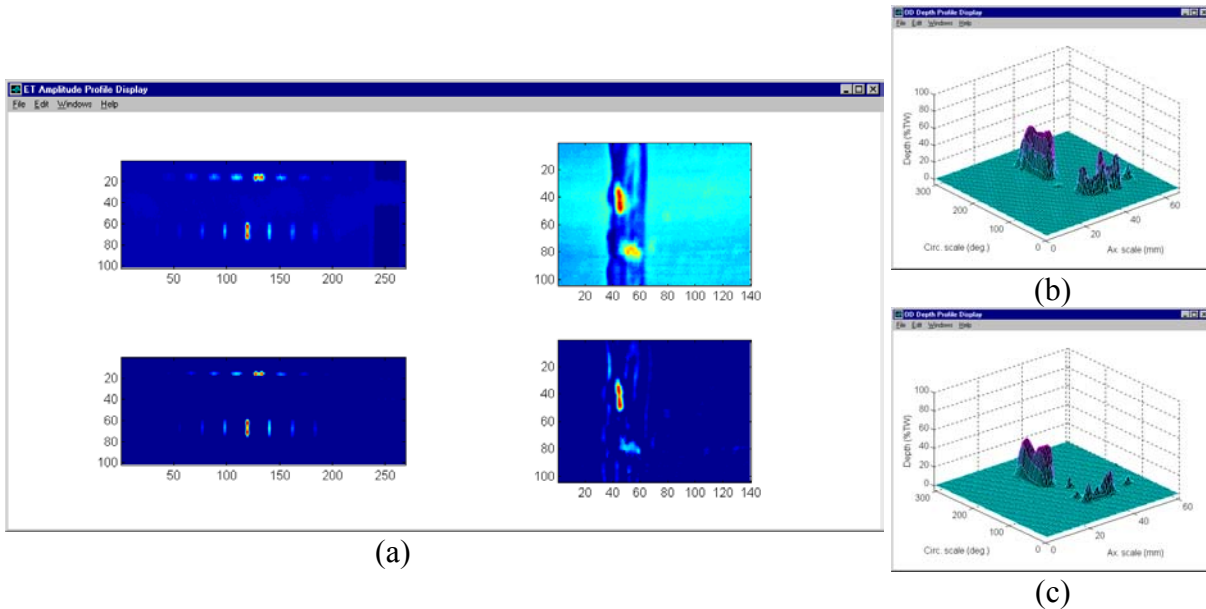 ET Amplitude Profile Display
File Edit Windows Help
20
40
60
80
100
50 100 150 200 250
20
40
60
80
100
20 40 60 80 100 120 140
20
40
60
80
100
50 100 150 200 250
20
40
60
80
100
20 40 60 80 100 120 140
(a)
OD Depth Profile Display
File Edit Windows Help
100
80
60
40
20
0
Depth (%TW)
300
200
100
0
Circ. scale (deg.)
0
20
40
60
Ax. scale (mm)
(b)
OD Depth Profile Display
File Edit Windows Help
100
80
60
40
20
0
Depth (%TW)
300
200
100
0
Circ. scale (deg.)
0
20
40
60
Ax. scale (mm)
(c)